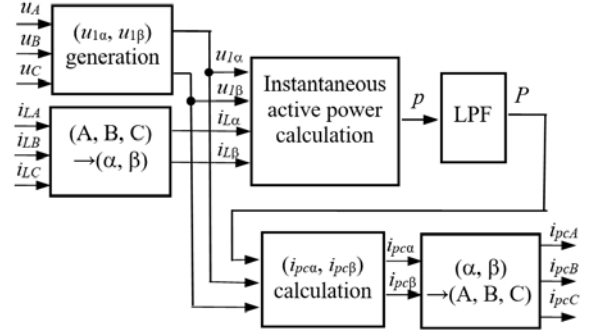 u_A
u_B
u_C
(u_1α, u_1β)
generation
i_LA
i_LB
i_LC
(A, B, C)
→(α, β)
u_1α
u_1β
i_Lα
i_Lβ
Instantaneous
active power
calculation
p
LPF
P
(i_pcα, i_pcβ)
calculation
i_pcα
i_pcβ
(α, β)
→(A, B, C)
i_pcA
i_pcB
i_pcC